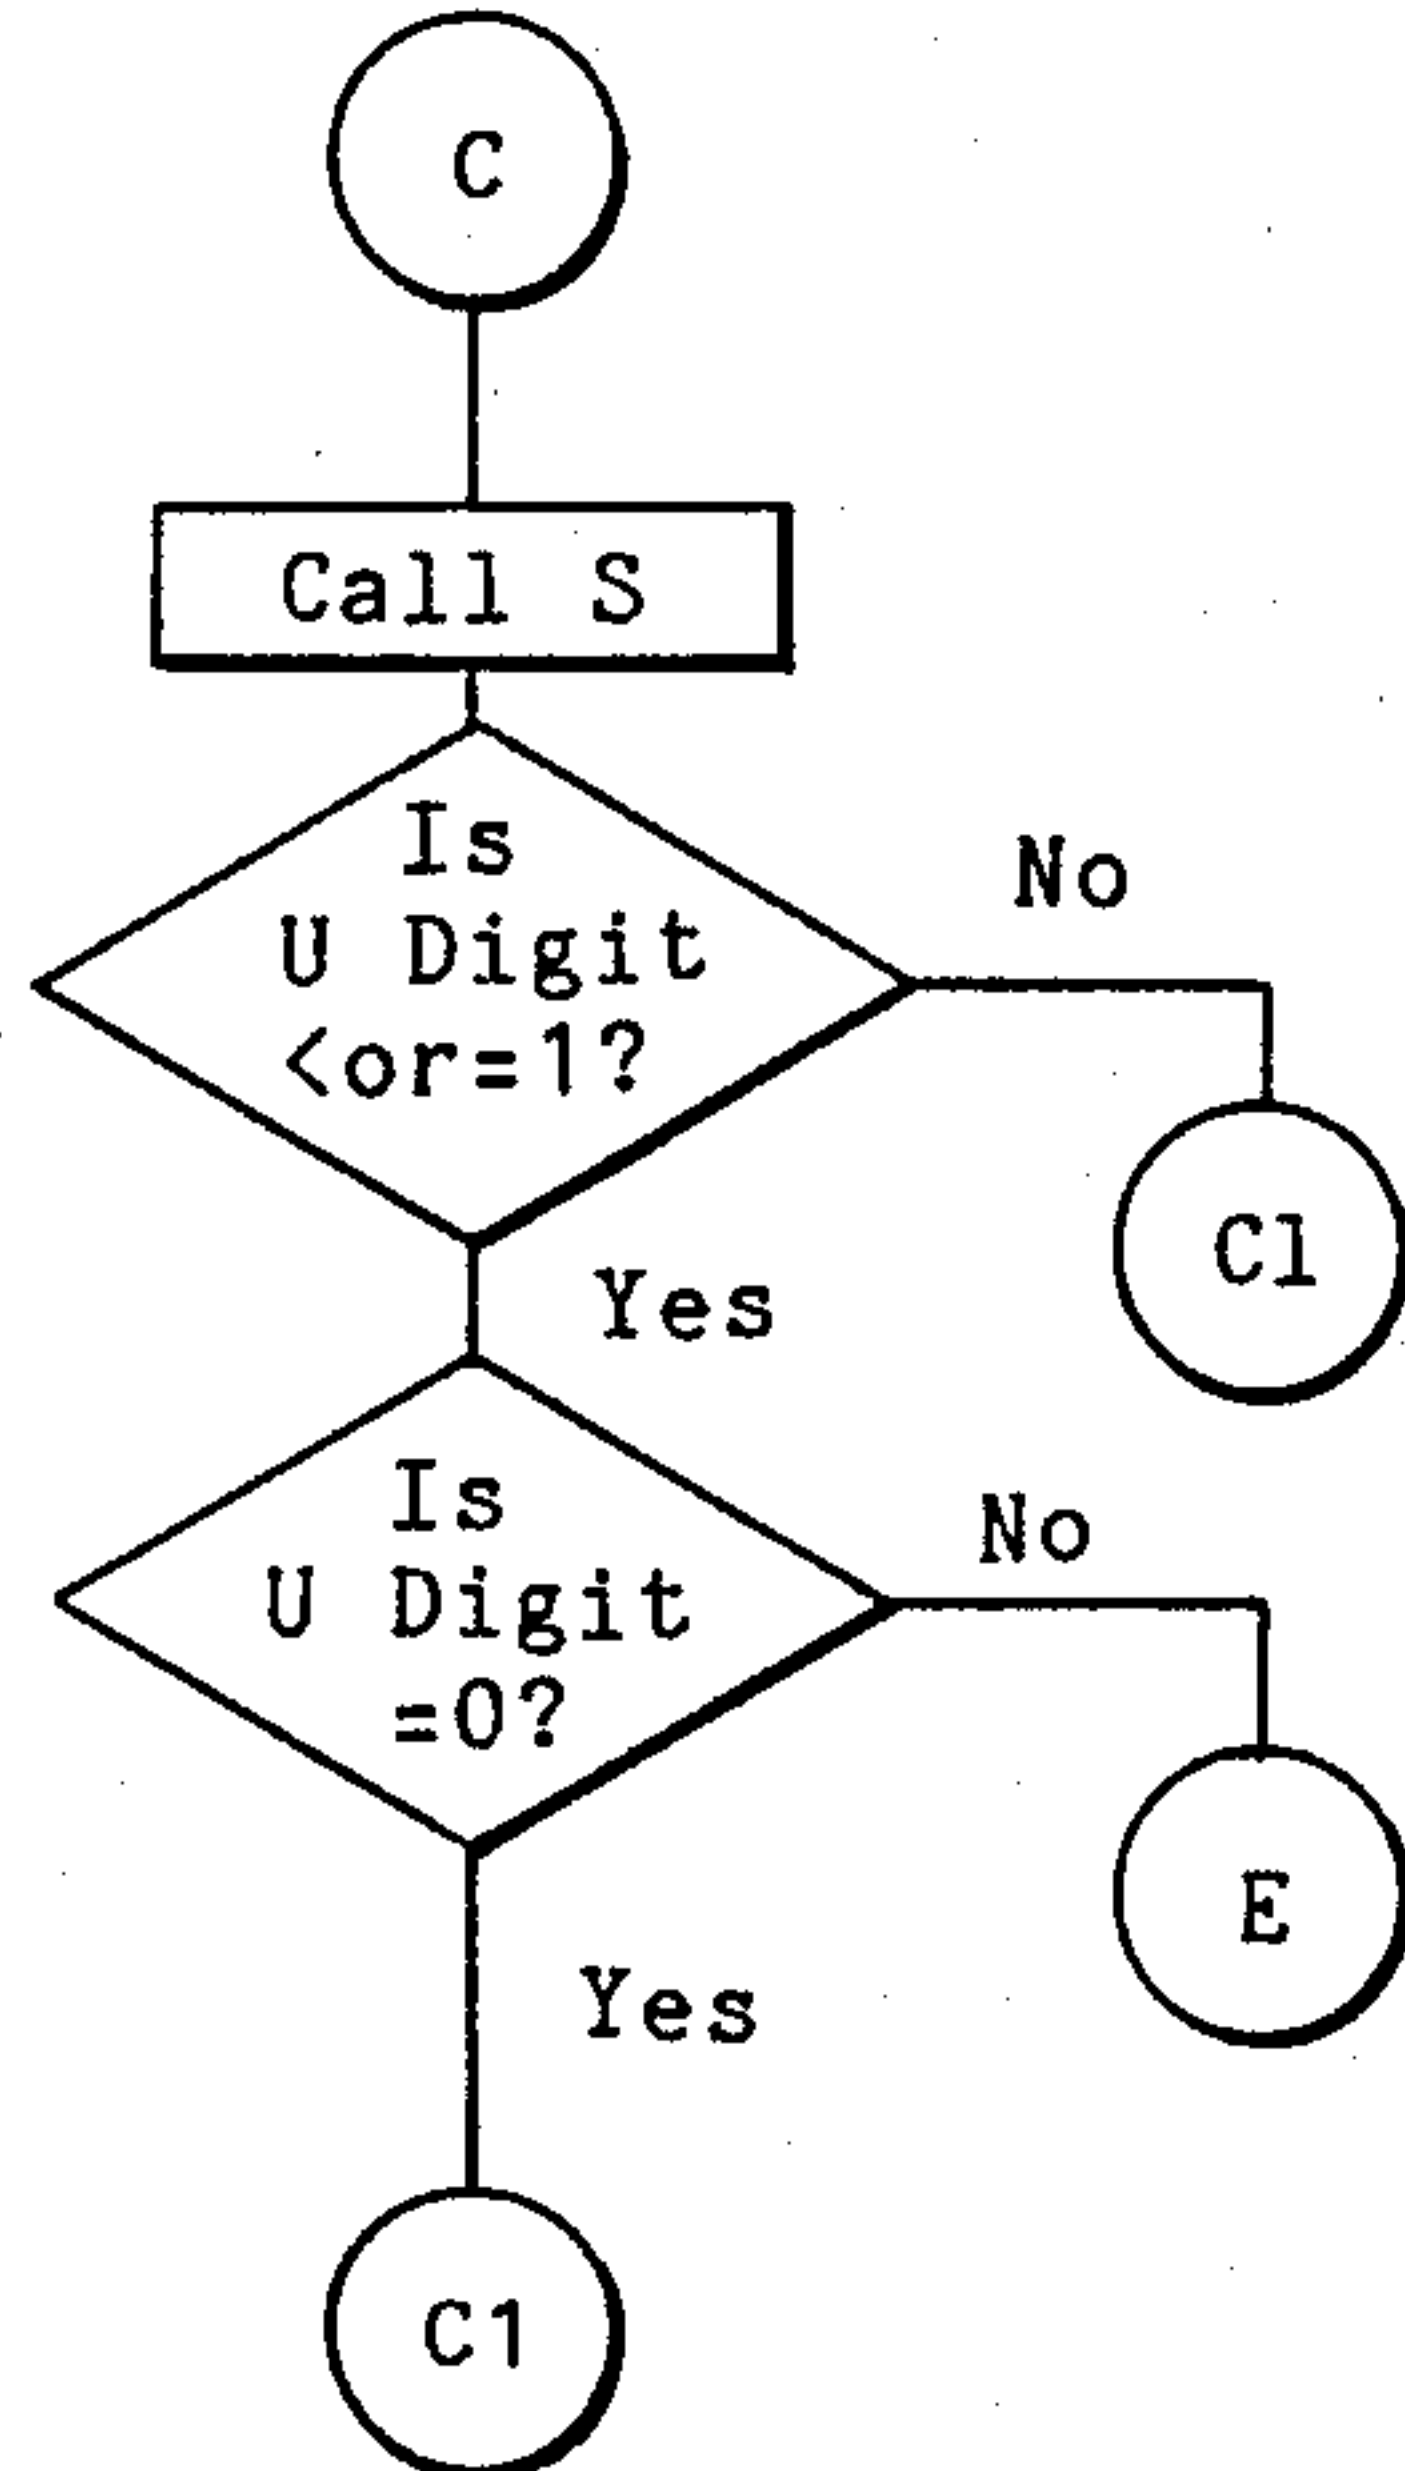 C
Call S
Is
U Digit
<or=1?
No
Cl
Yes
Is
U Digit
=0?
No
E
Yes
C1